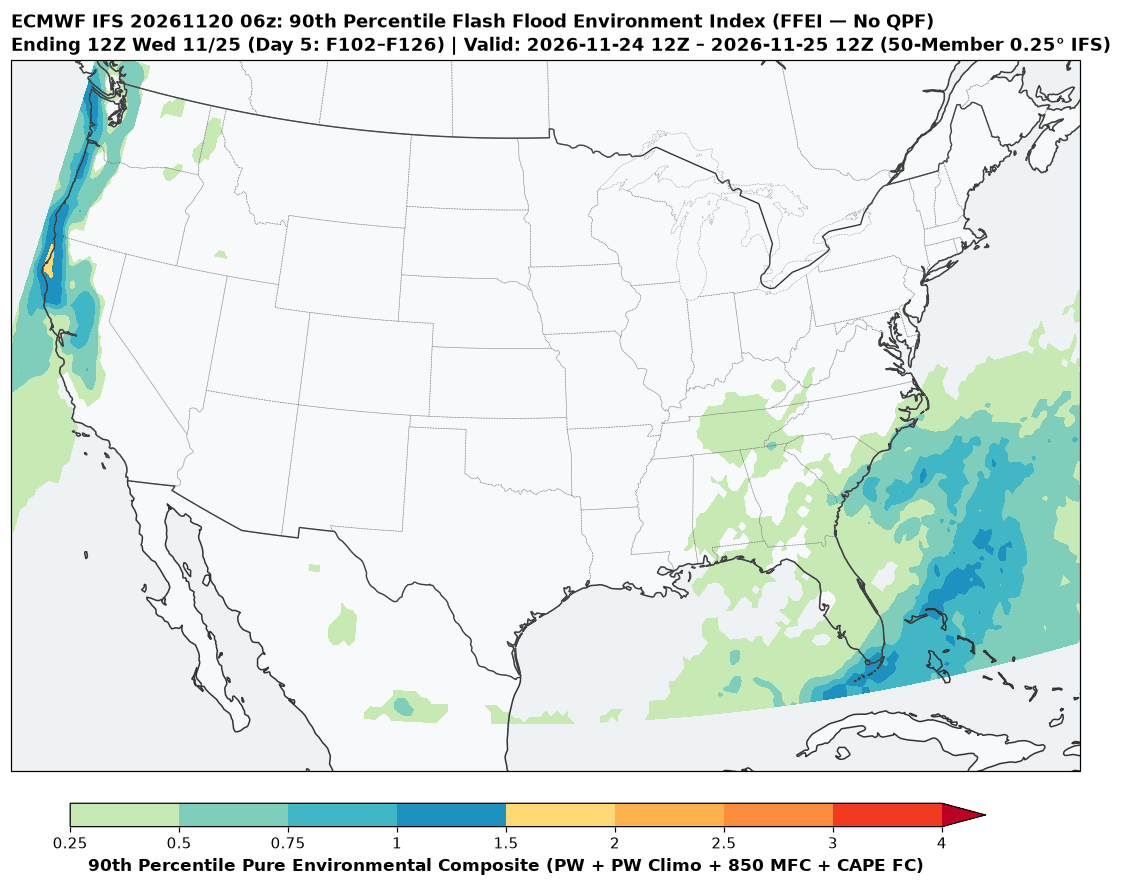 ECMWF IFS 20261120 06z: 90th Percentile Flash Flood Environment Index (FFEI — No QPF)
Ending 12Z Wed 11/25 (Day 5: F102–F126) | Valid: 2026-11-24 12Z – 2026-11-25 12Z (50-Member 0.25° IFS)
0.25 0.5 0.75 1 1.5 2 2.5 3 4
90th Percentile Pure Environmental Composite (PW + PW Climo + 850 MFC + CAPE FC)